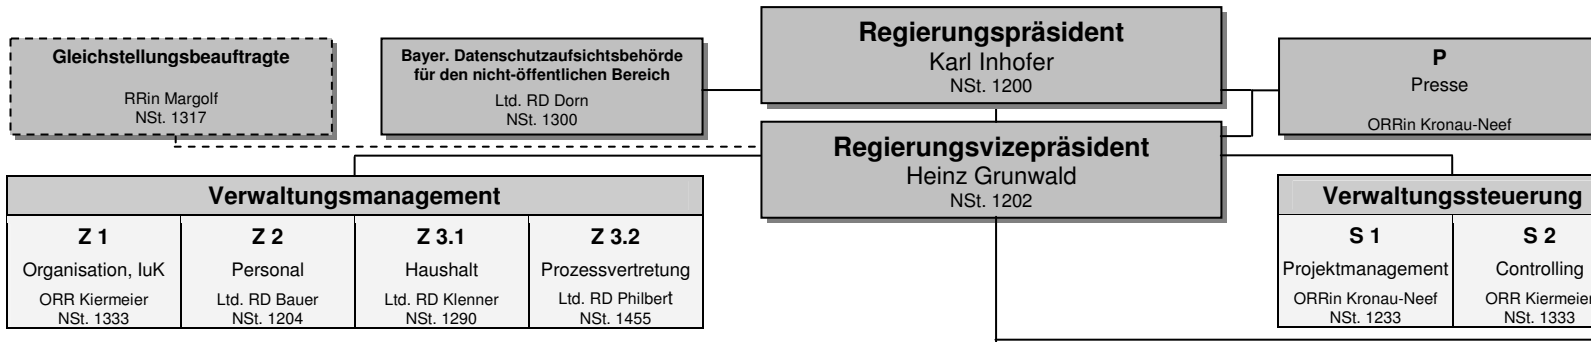 Regierungspräsident
Karl Inhofer
NSt. 1200
Gleichstellungsbeauftragte
RRin Margolf
NSt. 1317
Bayer. Datenschutzaufsichtsbehörde
für den nicht-öffentlichen Bereich
Ltd. RD Dorn
NSt. 1300
P
Presse
ORRin Kronau-Neef
Regierungsvizepräsident
Heinz Grunwald
NSt. 1202
Verwaltungsmanagement
Z 1
Organisation, IuK
ORR Kiermeier
NSt. 1333
Z 2
Personal
Ltd. RD Bauer
NSt. 1204
Z 3.1
Haushalt
Ltd. RD Klenner
NSt. 1290
Z 3.2
Prozessvertretung
Ltd. RD Philbert
NSt. 1455
Verwaltungssteuerung
S 1
Projektmanagement
ORRin Kronau-Neef
NSt. 1233
S 2
Controlling
ORR Kiermeier
NSt. 1333